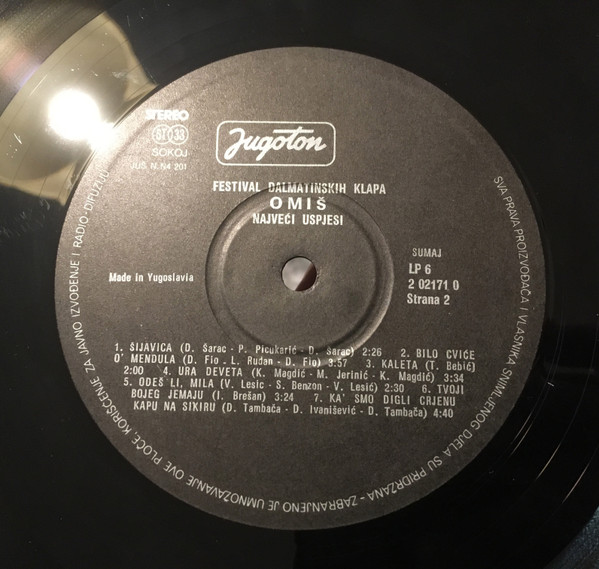 STEREO
ST 33
SOKOJ
JUS N. N4 201
Jugoton
FESTIVAL DALMATINSKIH KLAPA
OMIŠ
NAJVEĆI USPJESI
Made in Yugoslavia
SUMAJ
LP 6
2 02171 0
Strana 2
1. ŠIJAVICA (D. Šarac - P. Picukarić - D. Šarac) 2:26 2. BILO CVIĆE
O' MENDULA (D. Fio - L. Rudan - D. Fio) 3:57 3. KALETA (T. Bebić)
2:00 4. URA DEVETA (K. Magdić - M. Jerinić - K. Magdić) 3:34
5. ODEŠ LI, MILA (V. Lesić - S. Benzon - V. Lesić) 2:30 6. TVOJI
BOJEG JEMAJU (I. Brešan) 3:24 7. KA' SMO DIGLI CRJENU
KAPU NA SIKIRU (D. Tambača - D. Ivanišević - D. Tambača) 4:40
SVA PRAVA PROIZVOĐAČA I VLASNIKA SNIMLJENOG DJELA SU PRIDRŽANA - ZABRANJENO JE UMNOŽAVANJE OVE PLOČE, KORIŠĆENJE ZA JAVNO IZVOĐENJE I RADIO-DIFUZIJU